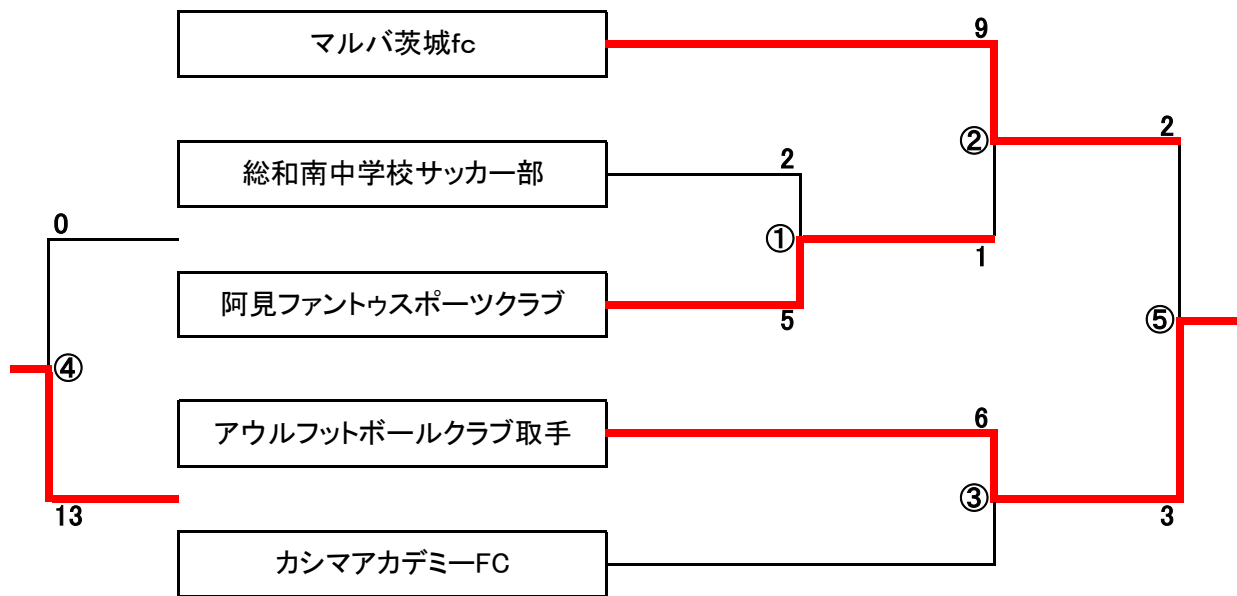 マルバ茨城fc
9
②
2
総和南中学校サッカー部
2
0
①
1
阿見ファントゥスポーツクラブ
5
⑤
④
アウルフットボールクラブ取手
6
③
3
13
カシマアカデミーFC